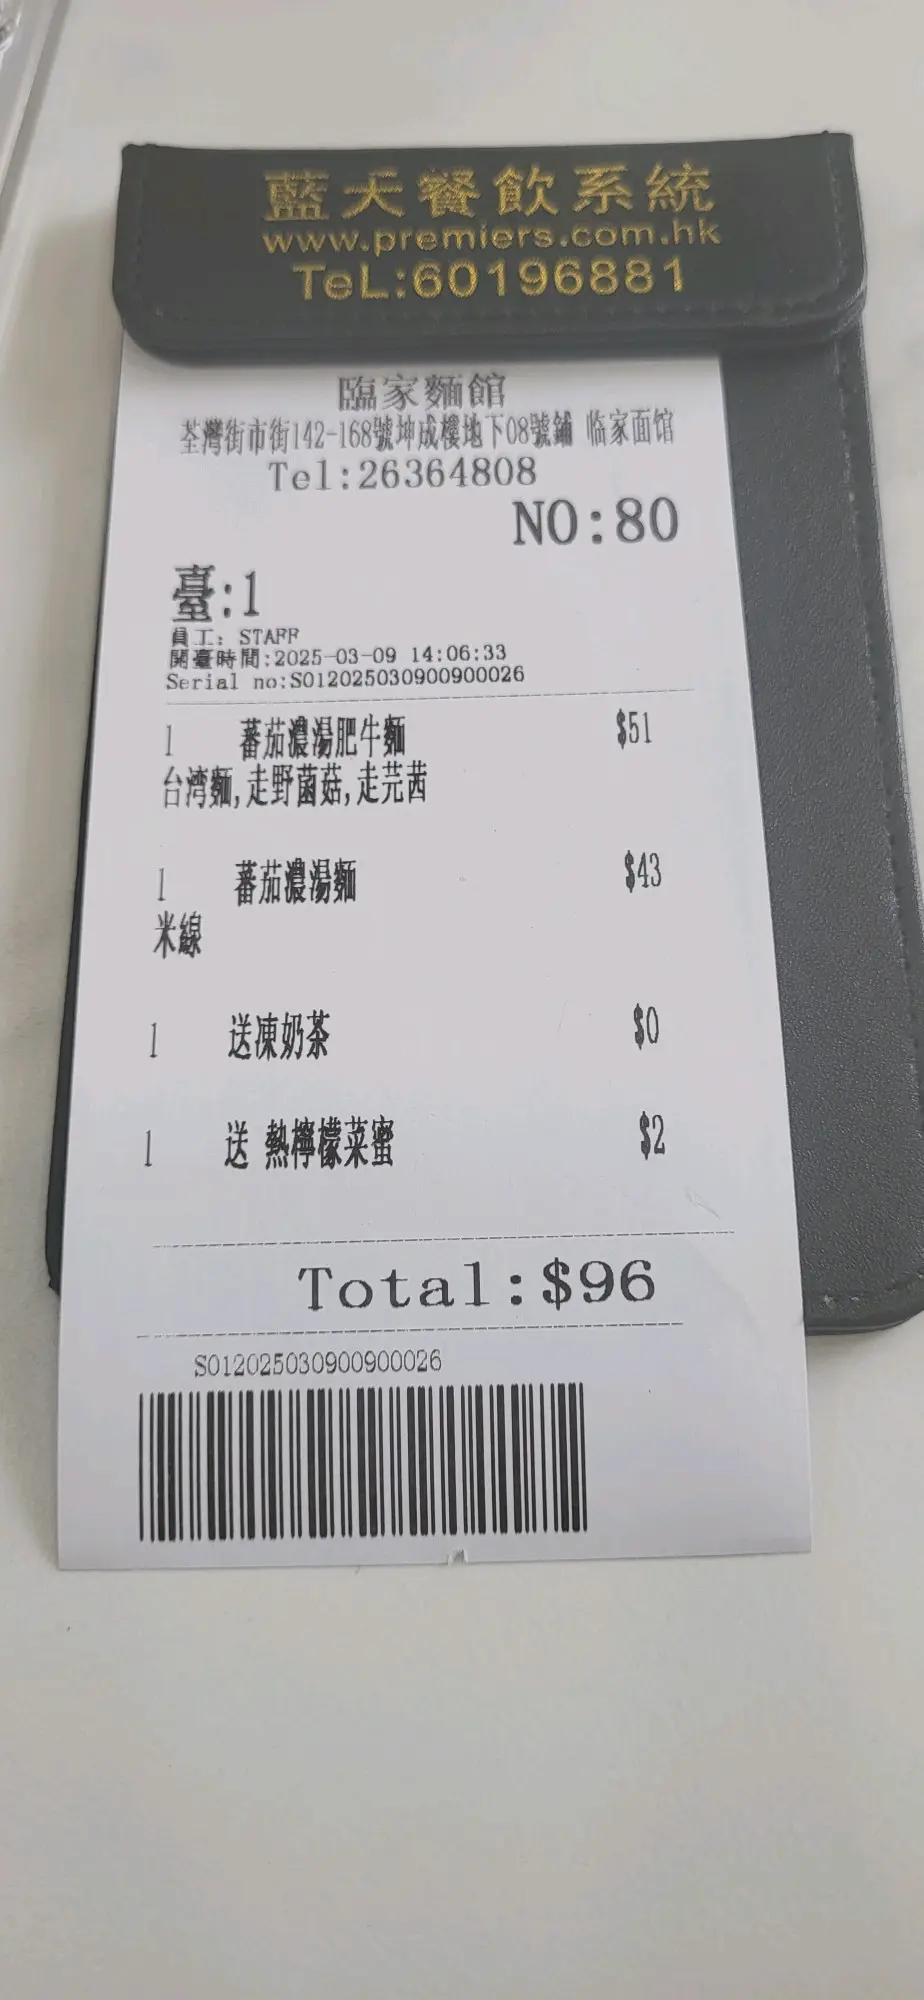 藍天餐飲系統
www.premiers.com.hk
TeL:60196881
臨家麵館
荃灣街市街142-168號坤成樓地下08號鋪 临家面馆
Tel:26364808
NO:80
臺:1
員工: STAFF
開臺時間:2025-03-09 14:06:33
Serial no:S012025030900900026
1 蕃茄濃湯肥牛麵 $51
台湾麵,走野菌菇,走芫茜
1 蕃茄濃湯麵 $43
米線
1 送凍奶茶 $0
1 送 熱檸檬菜蜜 $2
Total:$96
S012025030900900026